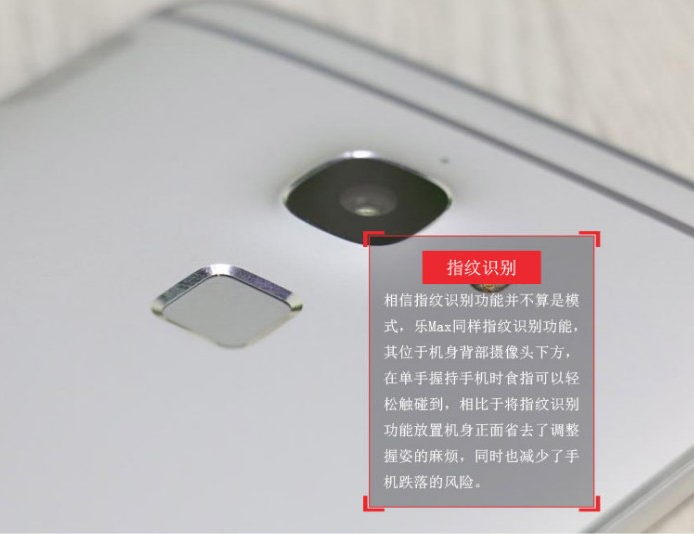 指纹识别
相信指纹识别功能并不算是模
式，乐Max同样指纹识别功能，
其位于机身背部摄像头下方，
在单手握持手机时食指可以轻
松触碰到，相比于将指纹识别
功能放置机身正面省去了调整
握姿的麻烦，同时也减少了手
机跌落的风险。